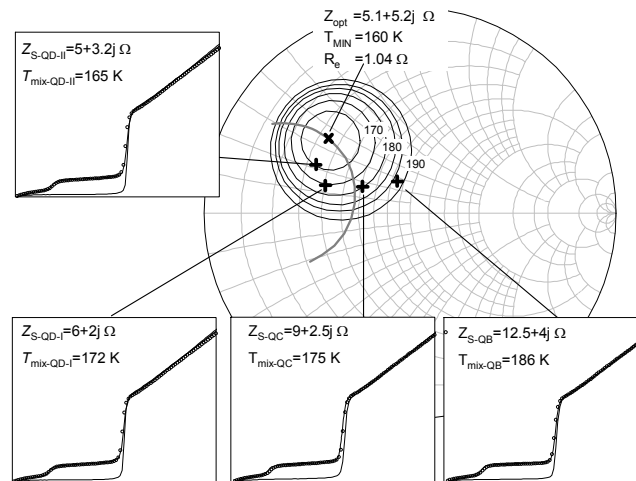 Z_S-QD-II=5+3.2j Ω
T_mix-QD-II=165 K
Z_opt =5.1+5.2j Ω
T_MIN =160 K
R_e =1.04 Ω
170
180
190
Z_S-QD-I=6+2j Ω
T_mix-QD-I=172 K
Z_S-QC=9+2.5j Ω
T_mix-QC=175 K
Z_S-QB=12.5+4j Ω
T_mix-QB=186 K